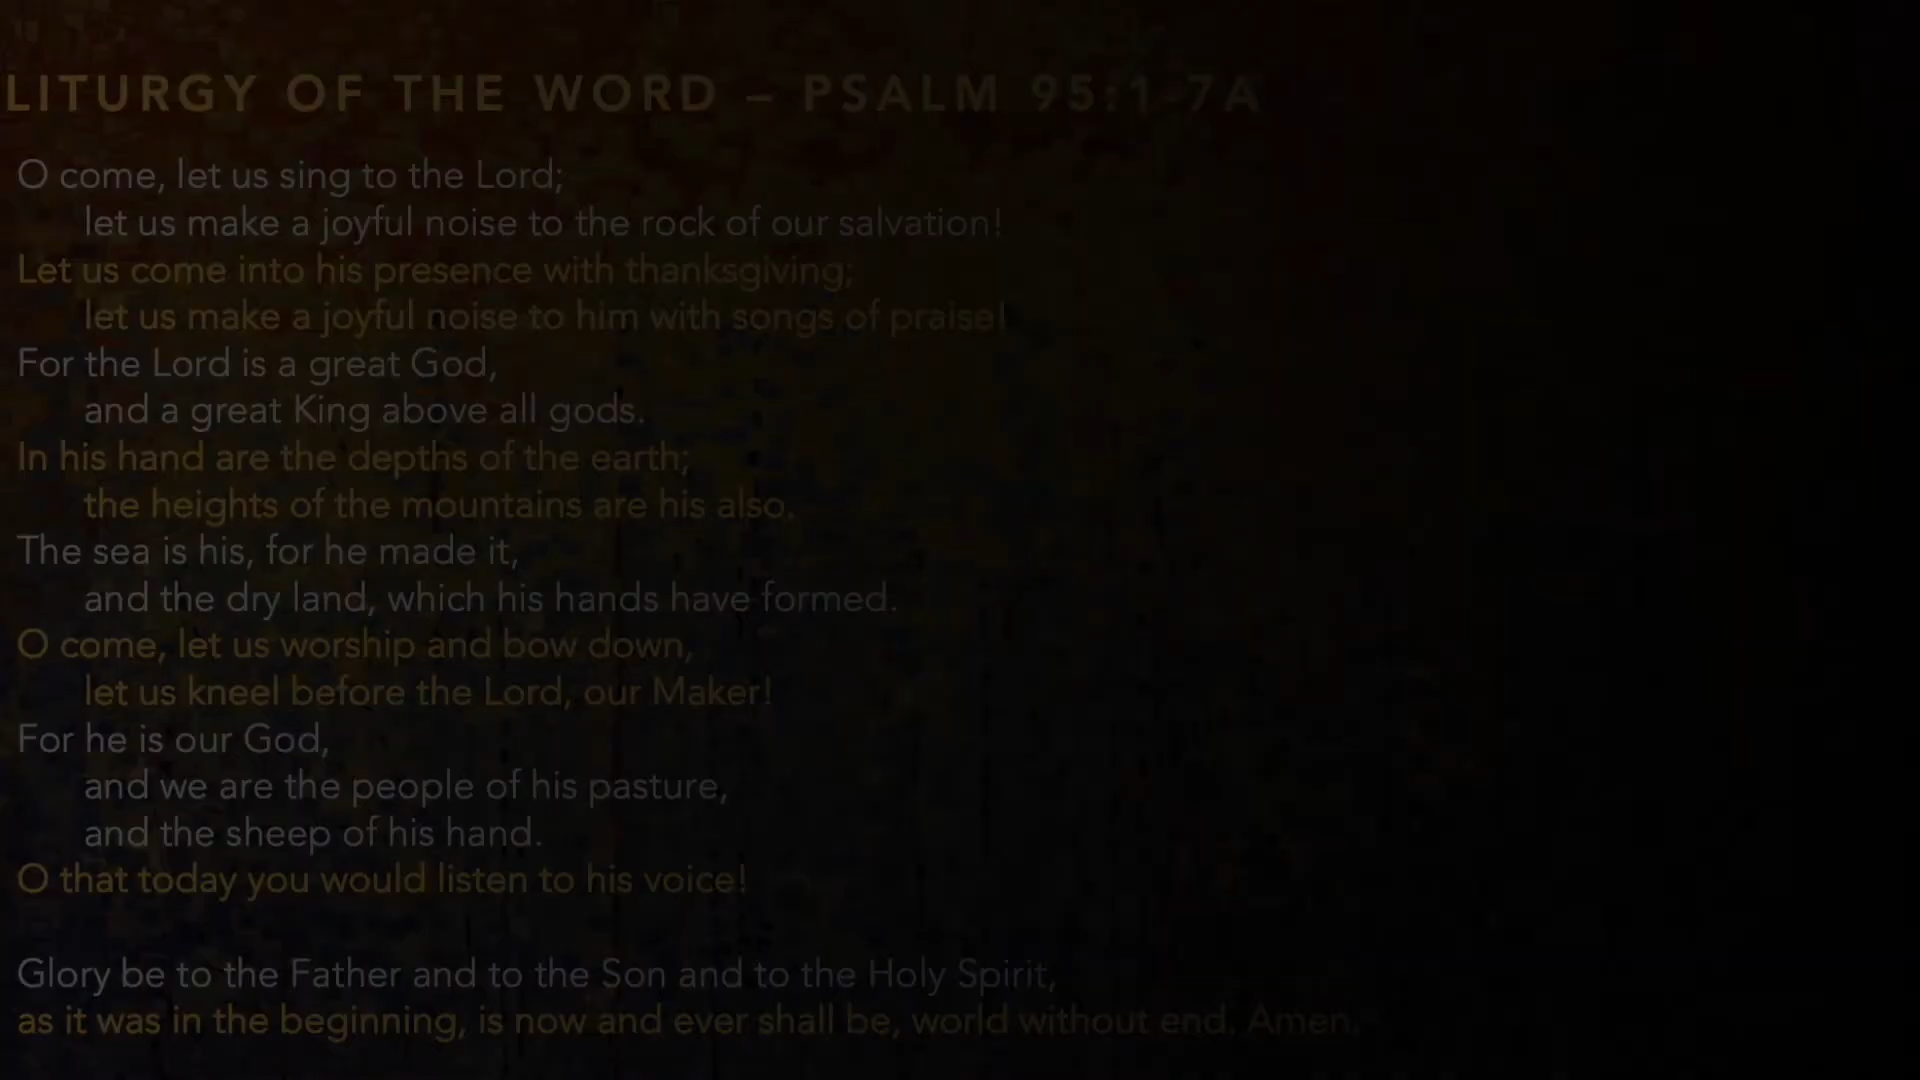 LITURGY OF THE WORD – PSALM 95:1-7A
O come, let us sing to the Lord;
let us make a joyful noise to the rock of our salvation!
Let us come into his presence with thanksgiving;
let us make a joyful noise to him with songs of praise!
For the Lord is a great God,
and a great King above all gods.
In his hand are the depths of the earth;
the heights of the mountains are his also.
The sea is his, for he made it,
and the dry land, which his hands have formed.
O come, let us worship and bow down,
let us kneel before the Lord, our Maker!
For he is our God,
and we are the people of his pasture,
and the sheep of his hand.
O that today you would listen to his voice!
Glory be to the Father and to the Son and to the Holy Spirit,
as it was in the beginning, is now and ever shall be, world without end. Amen.